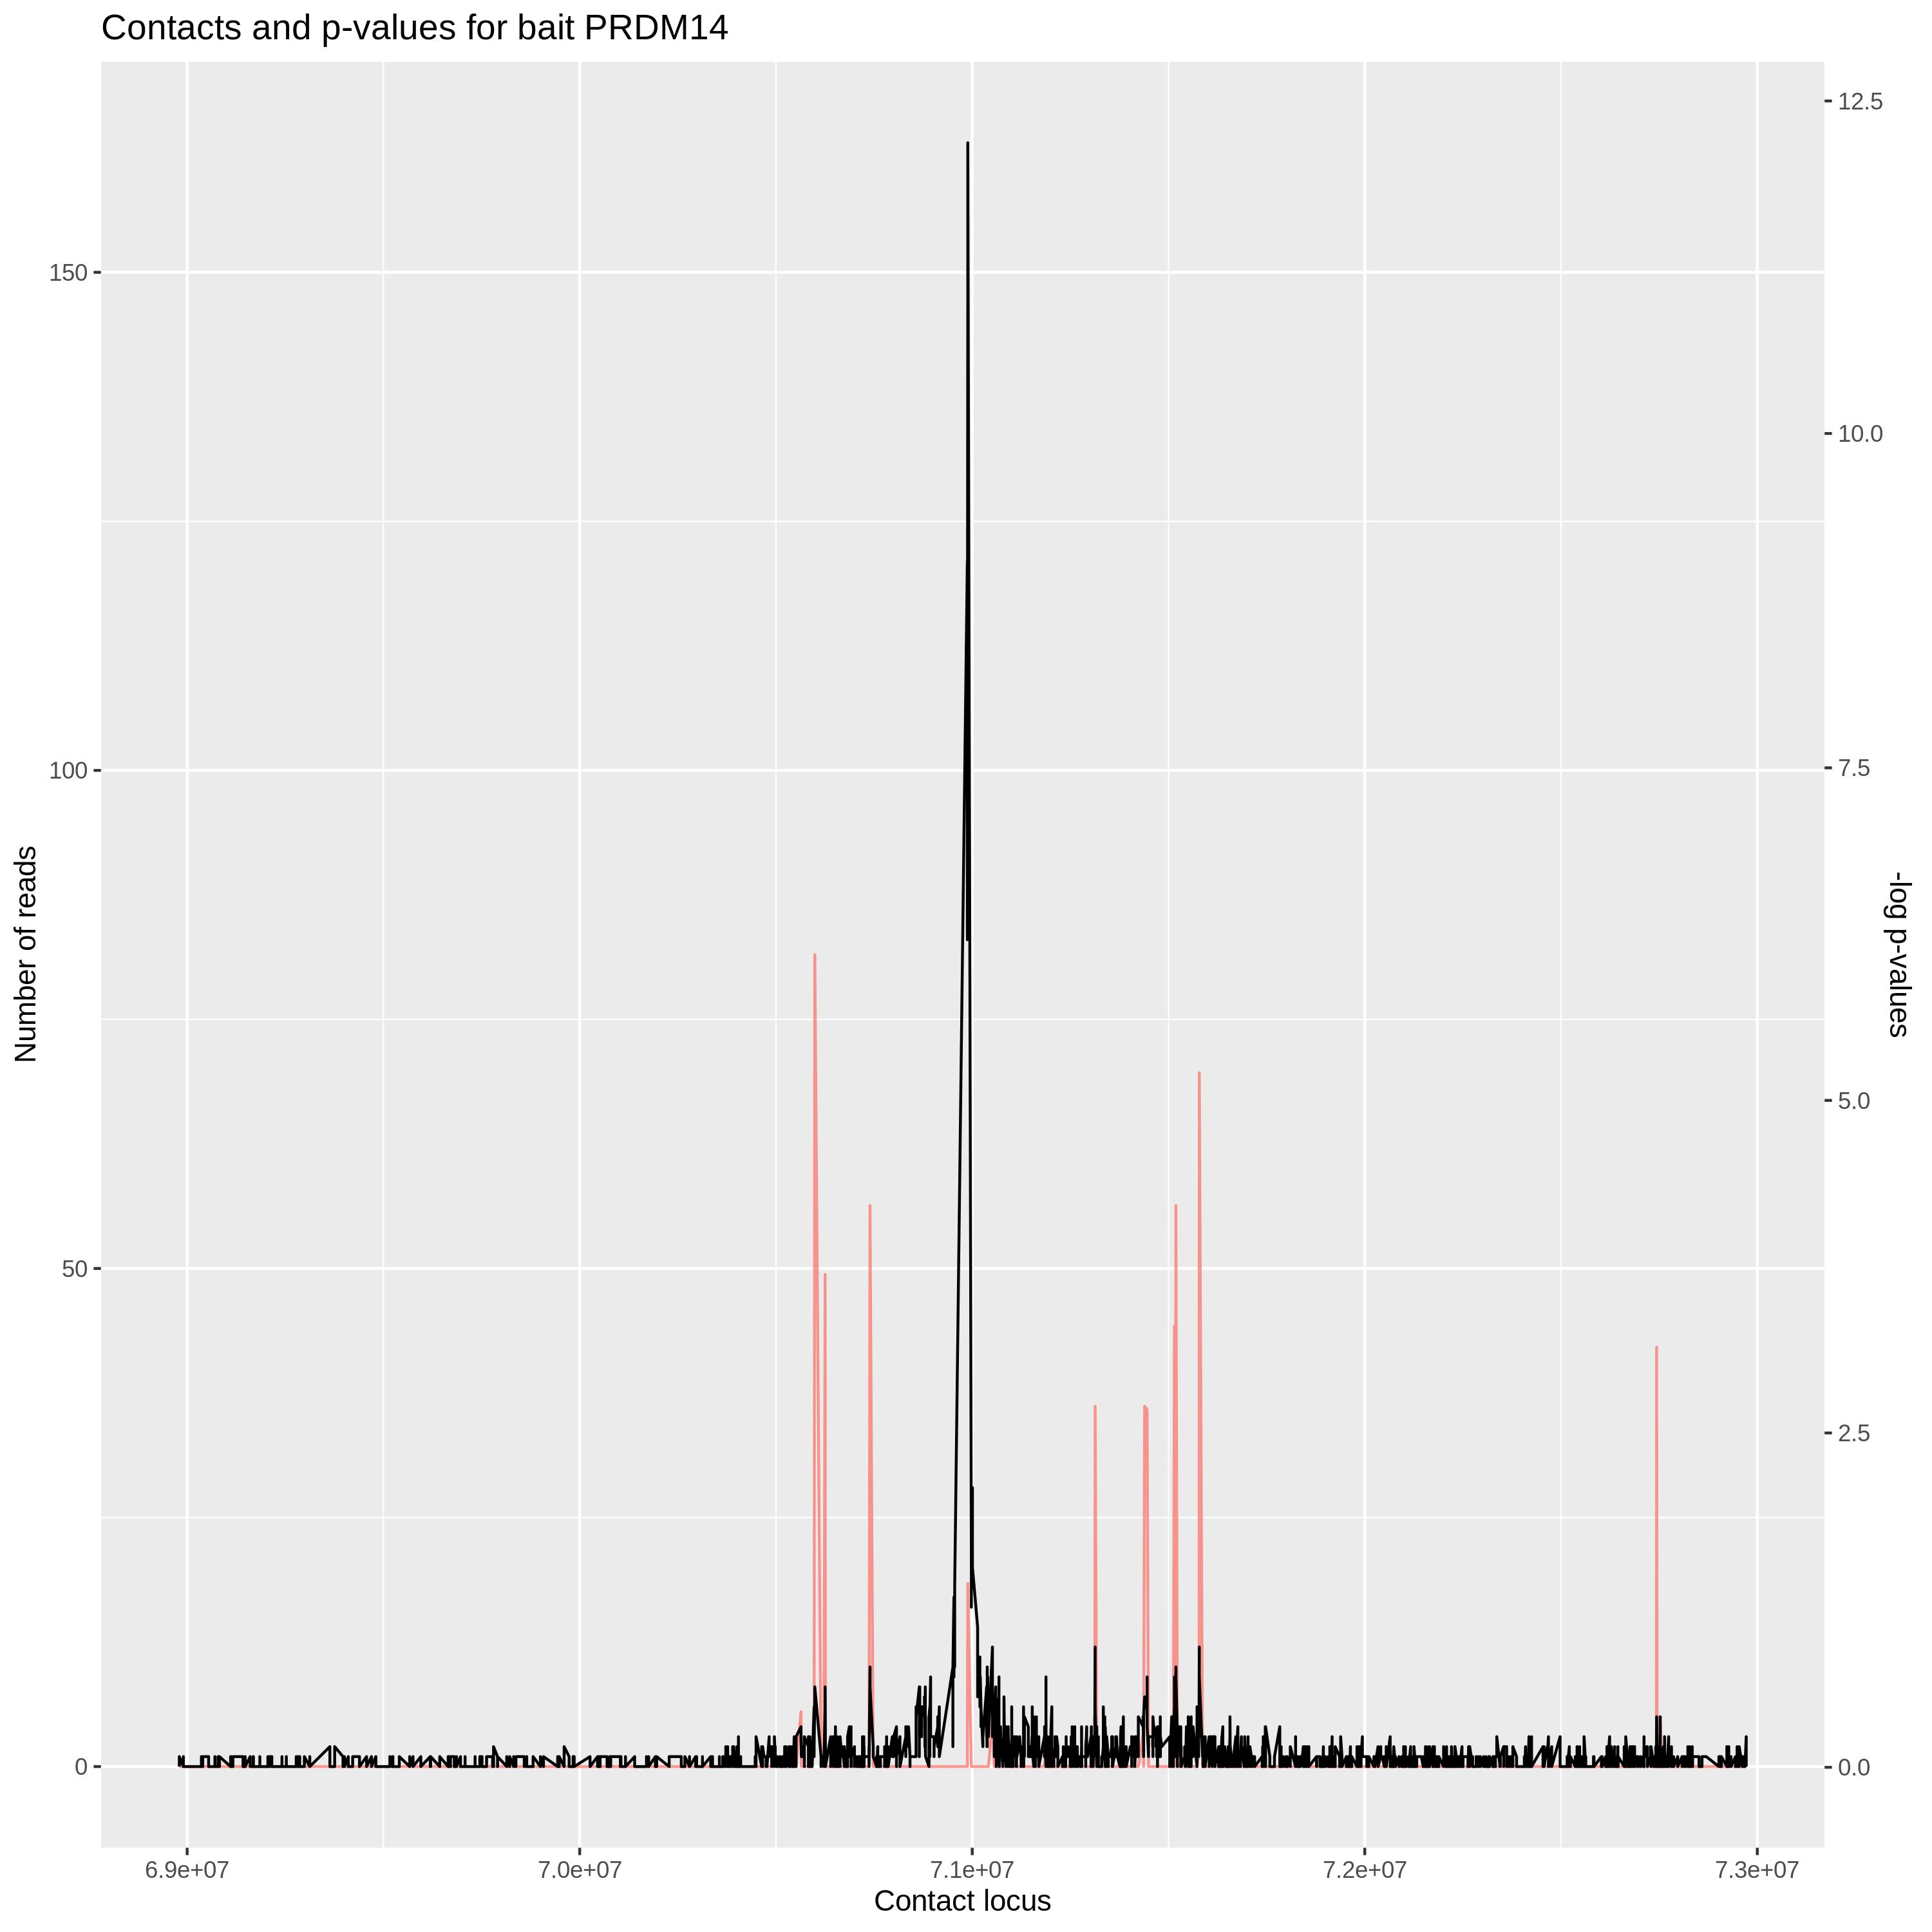 Contacts and p-values for bait PRDM14
150
100
50
0
Number of reads
12.5
10.0
7.5
5.0
2.5
0.0
-log p-values
6.9e+07 7.0e+07 7.1e+07 7.2e+07 7.3e+07
Contact locus